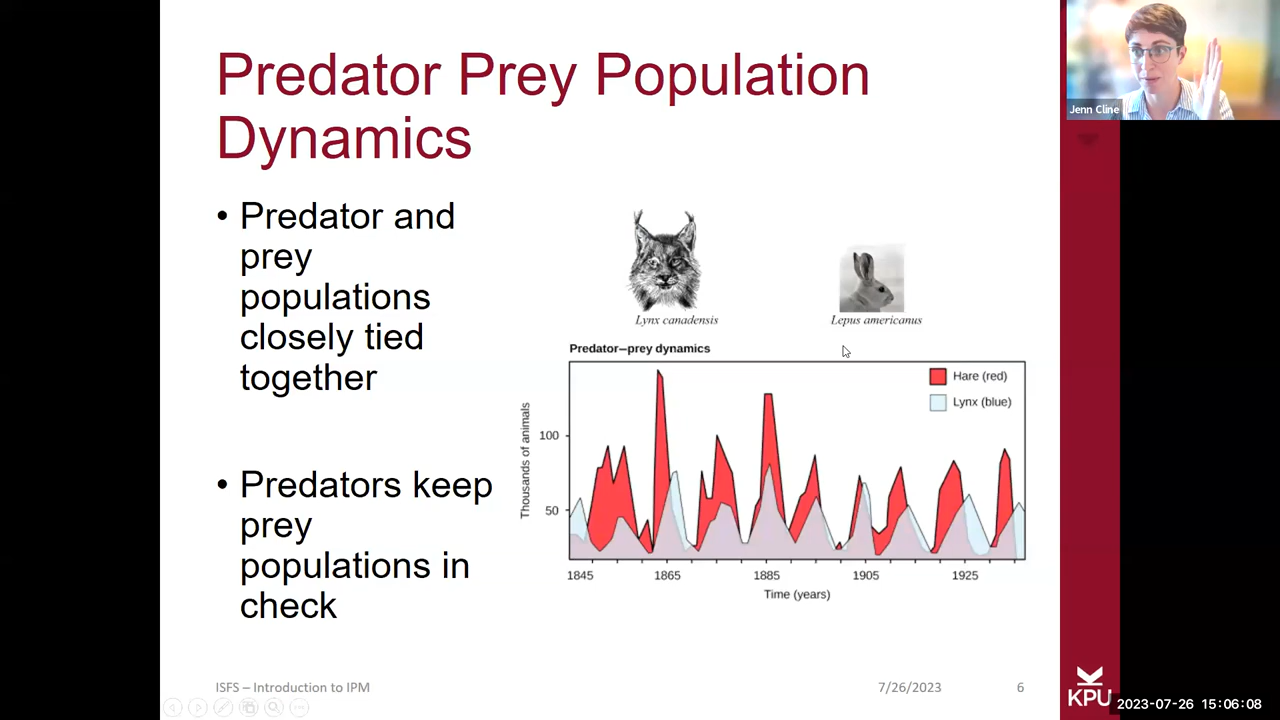 Predator Prey Population
Dynamics
• Predator and
prey
populations
closely tied
together
• Predators keep
prey
populations in
check
Lynx canadensis
Lepus americanus
Predator–prey dynamics
Hare (red)
Lynx (blue)
Thousands of animals
100
50
1845 1865 1885 1905 1925
Time (years)
ISFS – Introduction to IPM
7/26/2023
6
Jenn Cline
KPU
2023-07-26 15:06:08